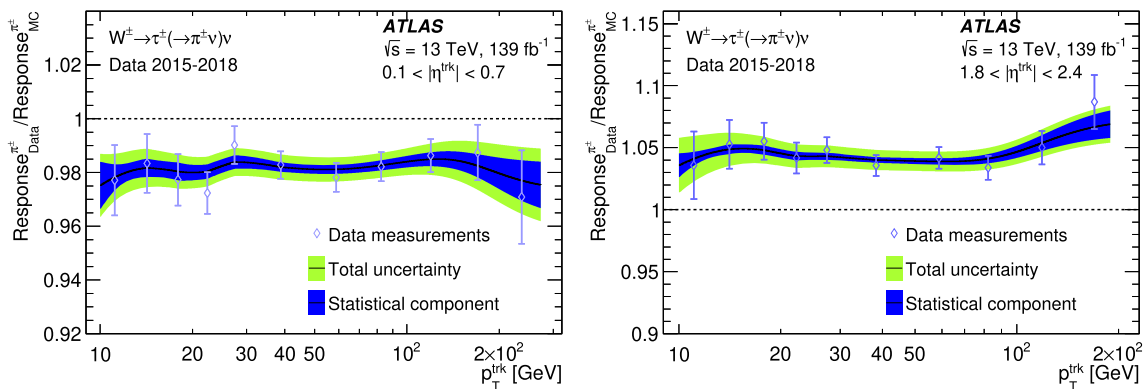 Response^{π±}_{Data}/Response^{π±}_{MC}
1.02
1
0.98
0.96
0.94
0.92
W^± → τ^±(→π^±ν)ν
Data 2015-2018
ATLAS
√s = 13 TeV, 139 fb^{-1}
0.1 < |η^{trk}| < 0.7
Data measurements
Total uncertainty
Statistical component
10 20 30 40 50 10^2 2×10^2
p_T^{trk} [GeV]
Response^{π±}_{Data}/Response^{π±}_{MC}
1.15
1.1
1.05
1
0.95
0.9
W^± → τ^±(→π^±ν)ν
Data 2015-2018
ATLAS
√s = 13 TeV, 139 fb^{-1}
1.8 < |η^{trk}| < 2.4
Data measurements
Total uncertainty
Statistical component
10 20 30 40 50 10^2 2×10^2
p_T^{trk} [GeV]